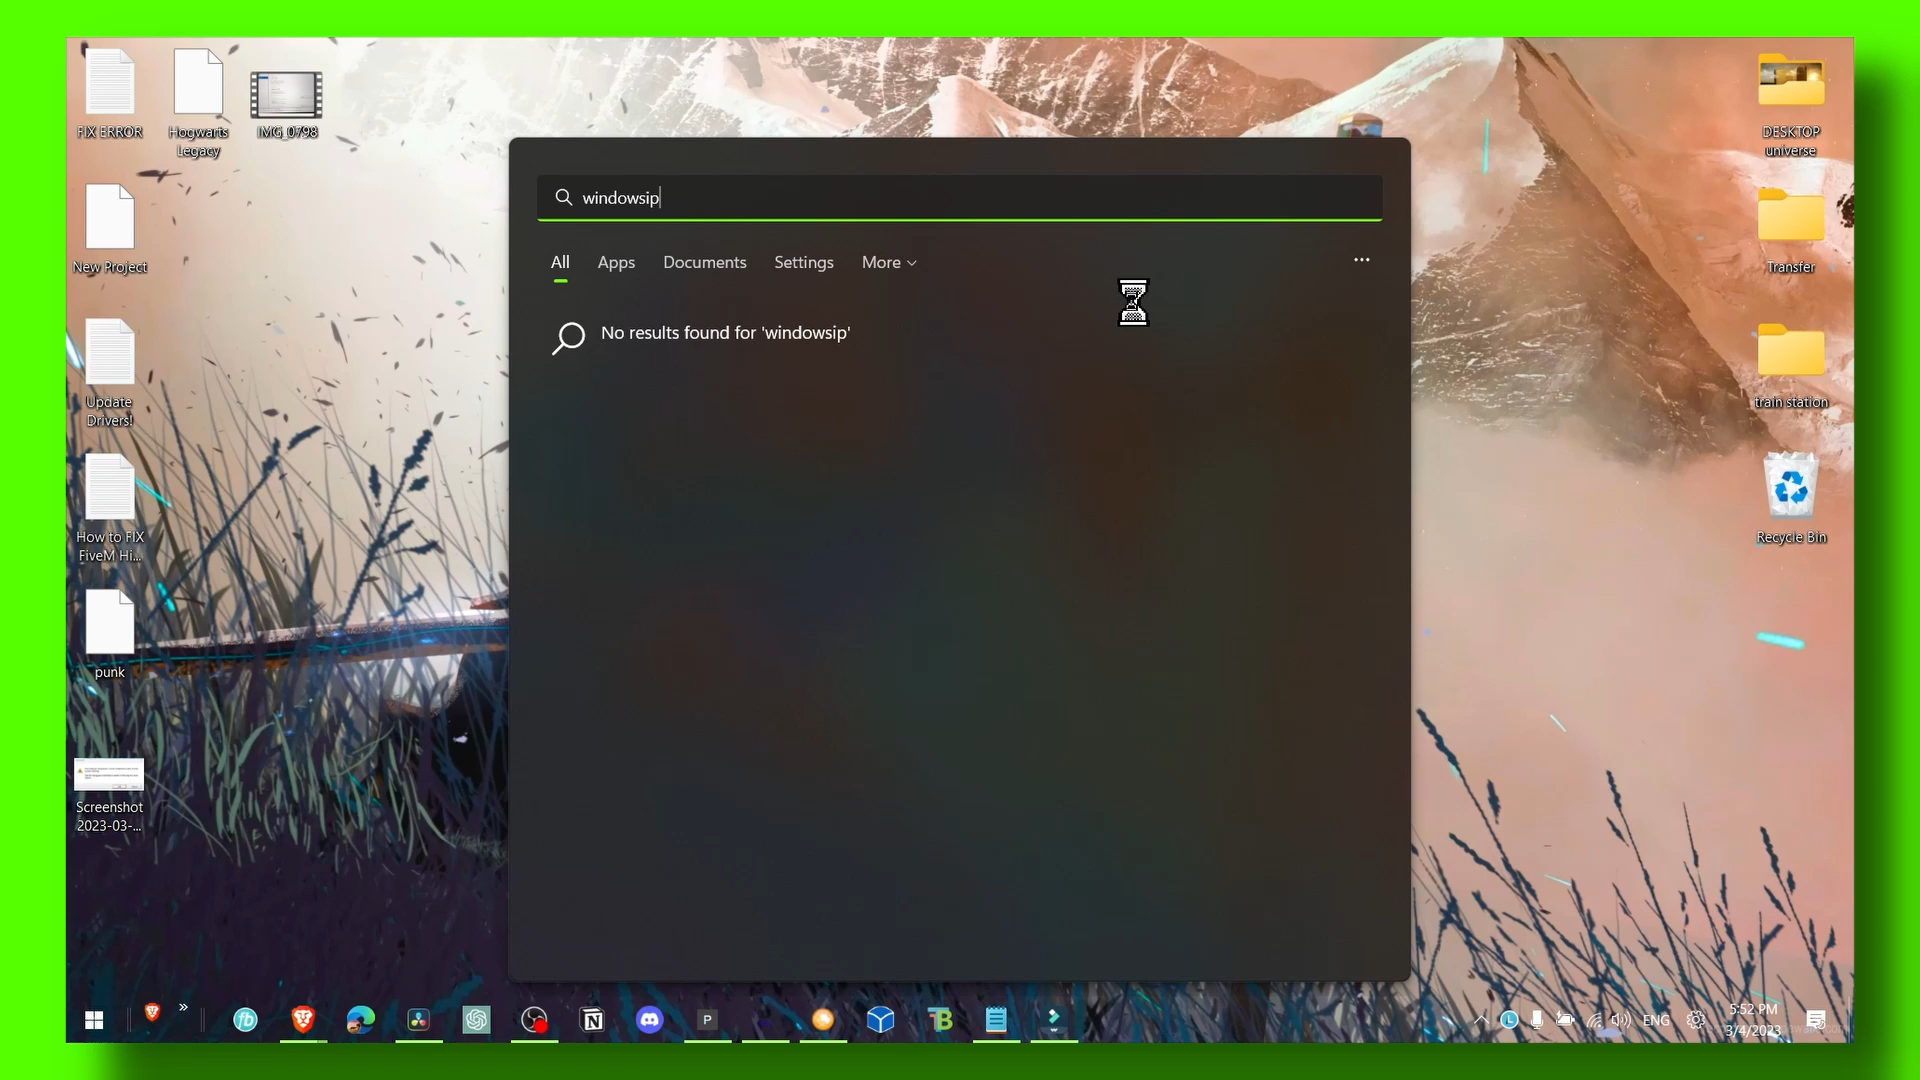 FIX ERROR
Hogwarts
Legacy
IMG_0798
New Project
Update
Drivers!
How to FIX
FiveM Hi...
punk
Screenshot
2023-03-...
windowsip
All Apps Documents Settings More ...
No results found for 'windowsip'
DESKTOP
universe
Transfer
train station
Recycle Bin
fb
N
P
TB
L
ENG
5:52 PM
3/4/2023